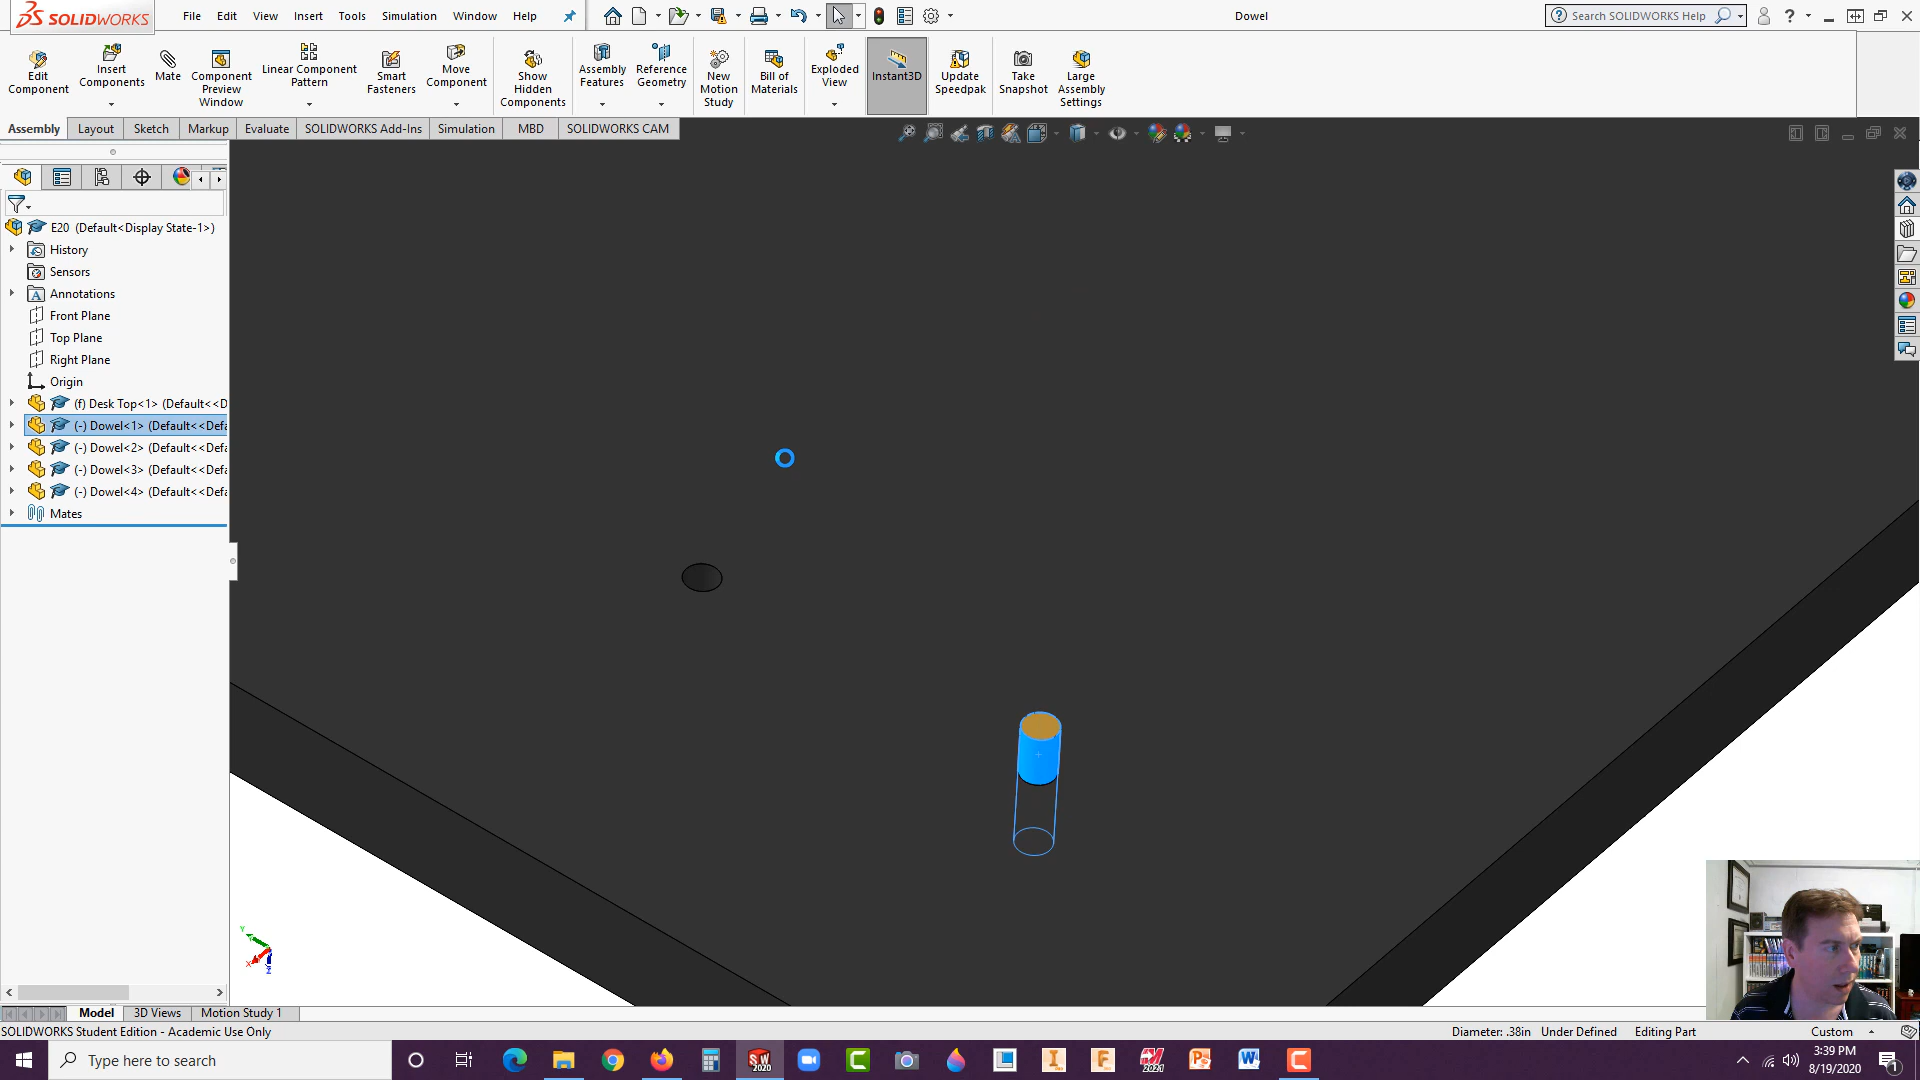 SOLIDWORKS File Edit View Insert Tools Simulation Window Help Dowel Search SOLIDWORKS Help ?
Edit Component
Insert Components
Mate
Component Preview Window
Linear Component Pattern
Smart Fasteners
Move Component
Show Hidden Components
Assembly Features
Reference Geometry
New Motion Study
Bill of Materials
Exploded View
Instant3D
Update Speedpak
Take Snapshot
Large Assembly Settings
Assembly Layout Sketch Markup Evaluate SOLIDWORKS Add-Ins Simulation MBD SOLIDWORKS CAM
E20 (Default<Display State-1>)
History
Sensors
Annotations
Front Plane
Top Plane
Right Plane
Origin
(f) Desk Top<1> (Default<<D
(-) Dowel<1> (Default<<Defa
(-) Dowel<2> (Default<<Defa
(-) Dowel<3> (Default<<Defa
(-) Dowel<4> (Default<<Defa
Mates
Y
X
Z
Model 3D Views Motion Study 1
SOLIDWORKS Student Edition - Academic Use Only Diameter: .38in Under Defined Editing Part Custom
Type here to search
SW 2020
2021
3:39 PM
8/19/2020
1